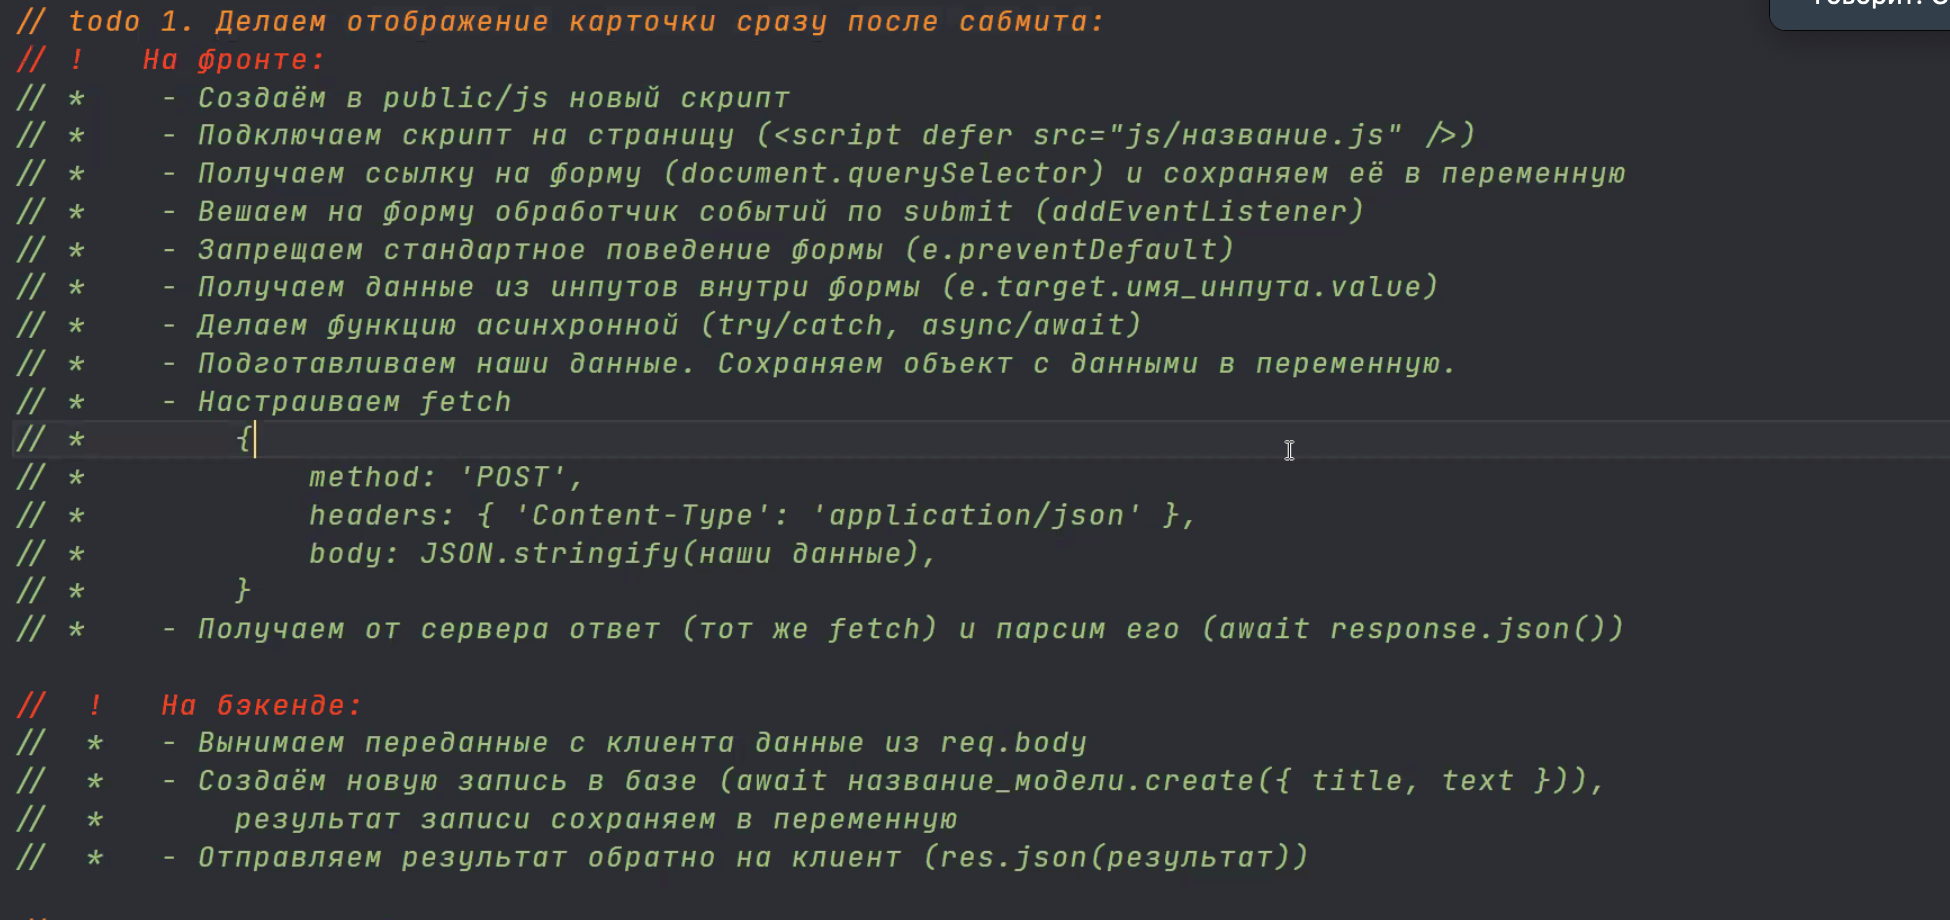 // todo 1. Делаем отображение карточки сразу после сабмита:
// ! На фронте:
// * - Создаём в public/js новый скрипт
// * - Подключаем скрипт на страницу (<script defer src="js/название.js" />)
// * - Получаем ссылку на форму (document.querySelector) и сохраняем её в переменную
// * - Вешаем на форму обработчик событий по submit (addEventListener)
// * - Запрещаем стандартное поведение формы (e.preventDefault)
// * - Получаем данные из инпутов внутри формы (e.target.имя_инпута.value)
// * - Делаем функцию асинхронной (try/catch, async/await)
// * - Подготавливаем наши данные. Сохраняем объект с данными в переменную.
// * - Настраиваем fetch
// * {
// * method: 'POST',
// * headers: { 'Content-Type': 'application/json' },
// * body: JSON.stringify(наши данные),
// * }
// * - Получаем от сервера ответ (тот же fetch) и парсим его (await response.json())
// ! На бэкенде:
// * - Вынимаем переданные с клиента данные из req.body
// * - Создаём новую запись в базе (await название_модели.create({ title, text })),
// * результат записи сохраняем в переменную
// * - Отправляем результат обратно на клиент (res.json(результат))